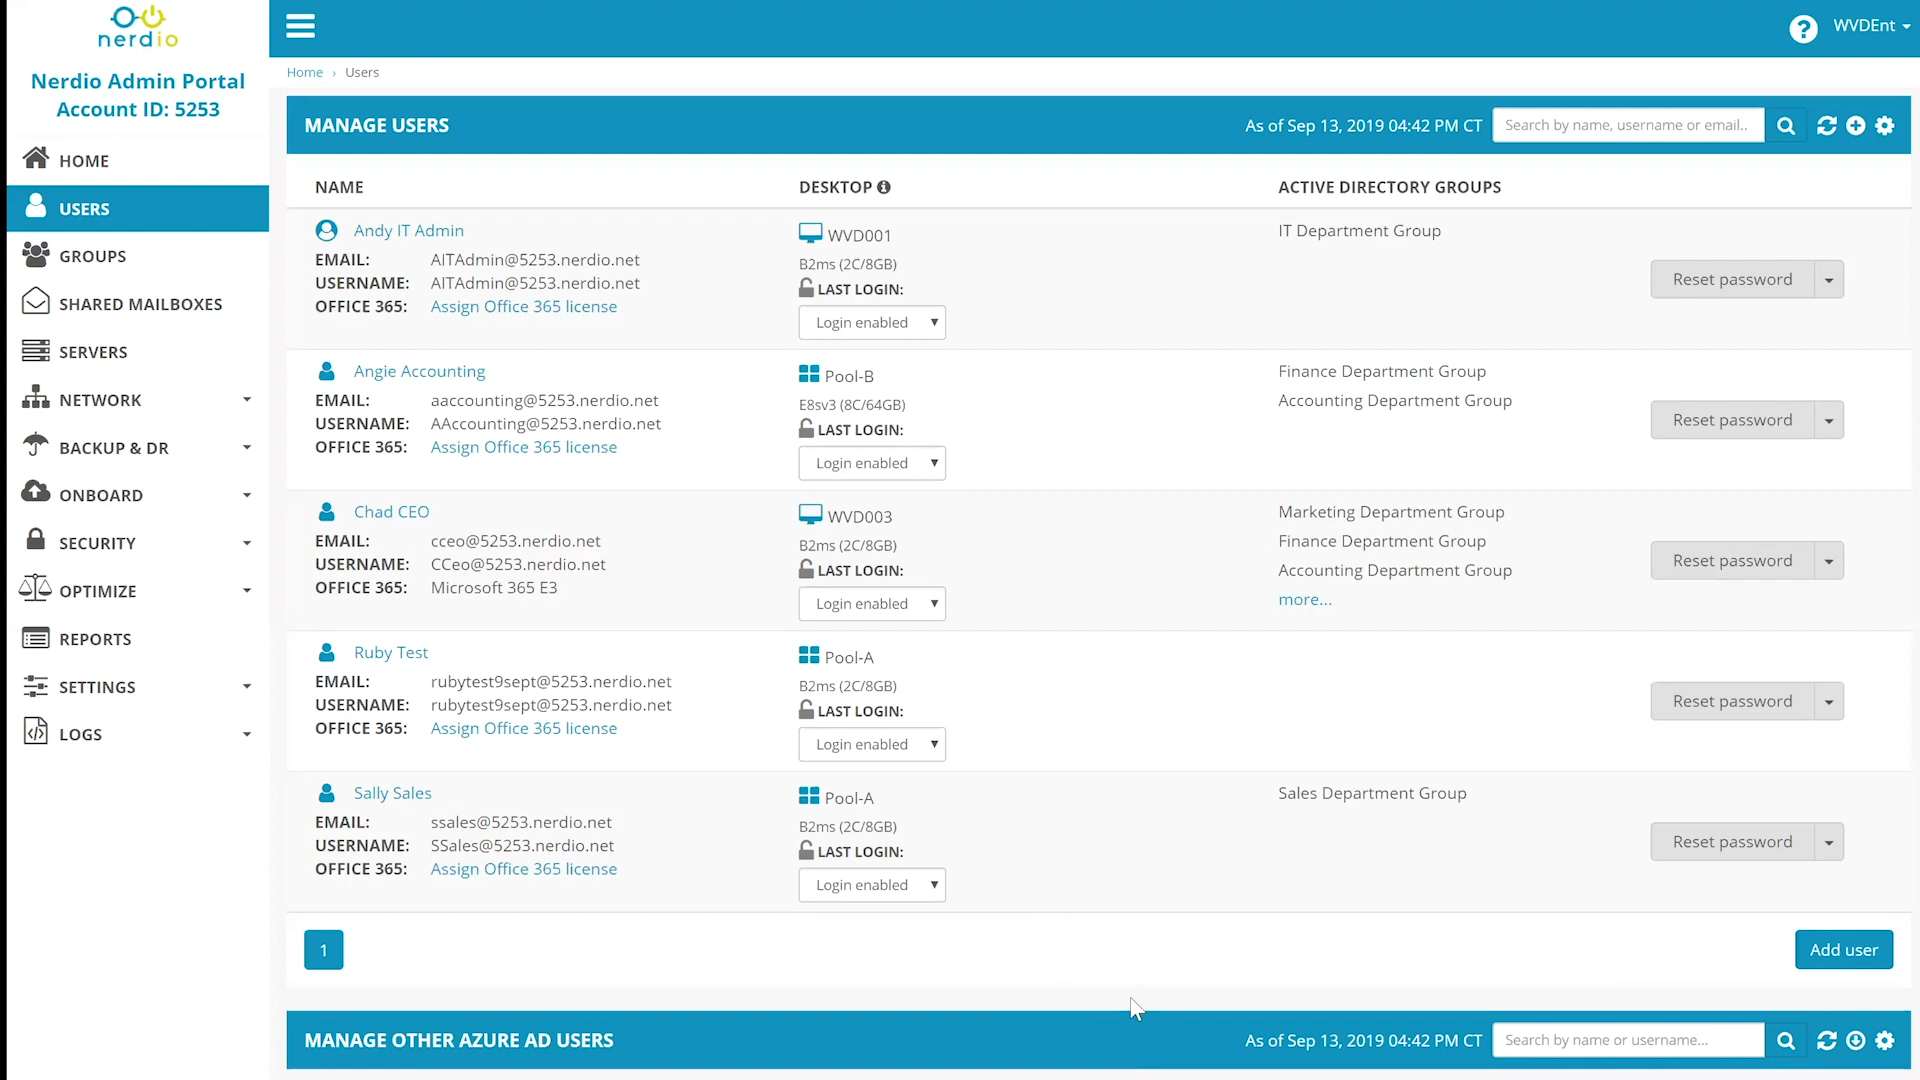 nerdio
Nerdio Admin Portal
Account ID: 5253
HOME
USERS
GROUPS
SHARED MAILBOXES
SERVERS
NETWORK
BACKUP & DR
ONBOARD
SECURITY
OPTIMIZE
REPORTS
SETTINGS
LOGS
? WVDEnt
Home › Users
MANAGE USERS As of Sep 13, 2019 04:42 PM CT Search by name, username or email..
NAME DESKTOP ACTIVE DIRECTORY GROUPS
Andy IT Admin
EMAIL: AITAdmin@5253.nerdio.net
USERNAME: AITAdmin@5253.nerdio.net
OFFICE 365: Assign Office 365 license
WVD001
B2ms (2C/8GB)
LAST LOGIN:
Login enabled
IT Department Group
Reset password
Angie Accounting
EMAIL: aaccounting@5253.nerdio.net
USERNAME: AAccounting@5253.nerdio.net
OFFICE 365: Assign Office 365 license
Pool-B
E8sv3 (8C/64GB)
LAST LOGIN:
Login enabled
Finance Department Group
Accounting Department Group
Reset password
Chad CEO
EMAIL: cceo@5253.nerdio.net
USERNAME: CCeo@5253.nerdio.net
OFFICE 365: Microsoft 365 E3
WVD003
B2ms (2C/8GB)
LAST LOGIN:
Login enabled
Marketing Department Group
Finance Department Group
Accounting Department Group
more...
Reset password
Ruby Test
EMAIL: rubytest9sept@5253.nerdio.net
USERNAME: rubytest9sept@5253.nerdio.net
OFFICE 365: Assign Office 365 license
Pool-A
B2ms (2C/8GB)
LAST LOGIN:
Login enabled
Reset password
Sally Sales
EMAIL: ssales@5253.nerdio.net
USERNAME: SSales@5253.nerdio.net
OFFICE 365: Assign Office 365 license
Pool-A
B2ms (2C/8GB)
LAST LOGIN:
Login enabled
Sales Department Group
Reset password
1
Add user
MANAGE OTHER AZURE AD USERS As of Sep 13, 2019 04:42 PM CT Search by name or username...